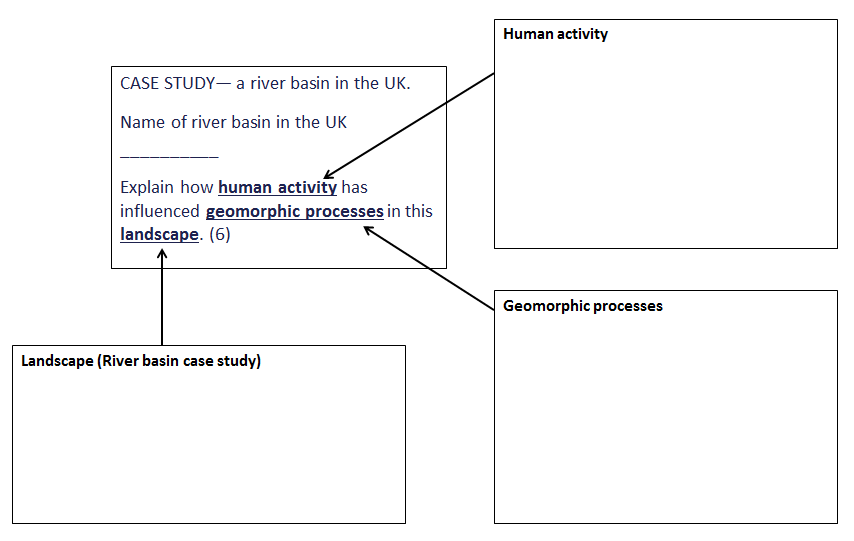 Human activity
CASE STUDY— a river basin in the UK.
Name of river basin in the UK
__________
Explain how human activity has
influenced geomorphic processes in this
landscape. (6)
Geomorphic processes
Landscape (River basin case study)